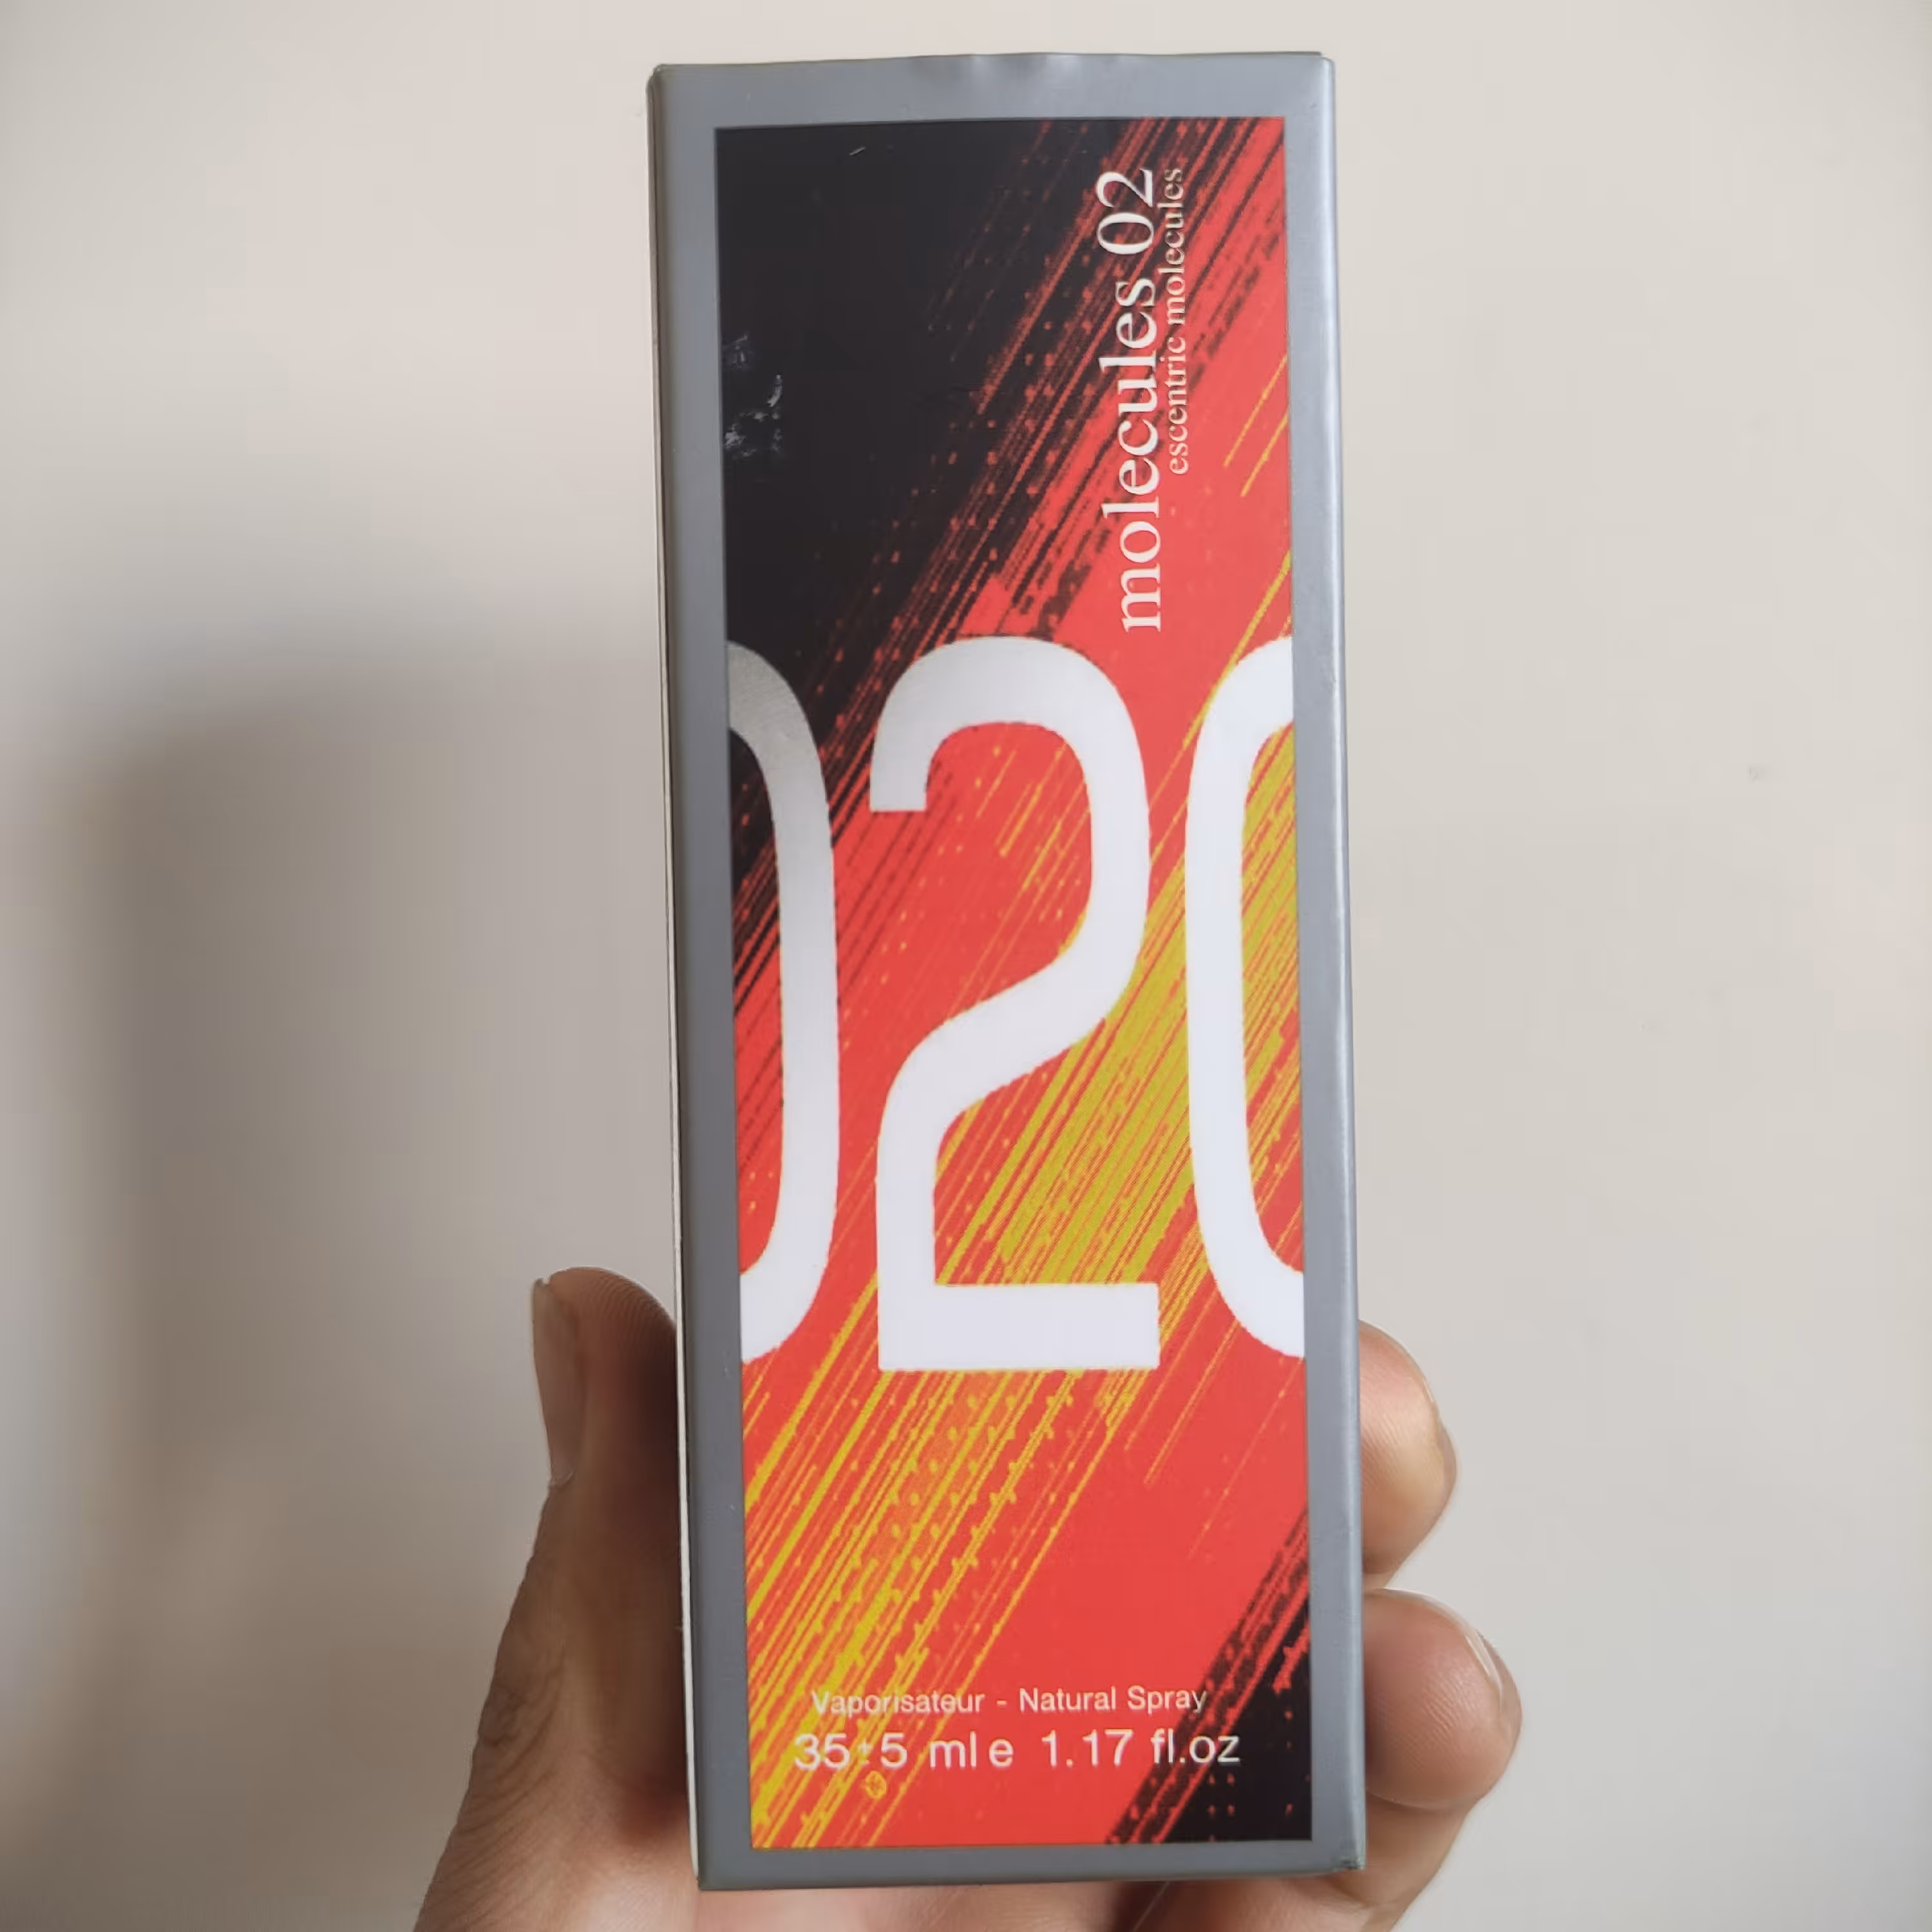 molecules 02
escentric molecules
020
Vaporisateur - Natural Spray
35±5 ml e 1.17 fl.oz